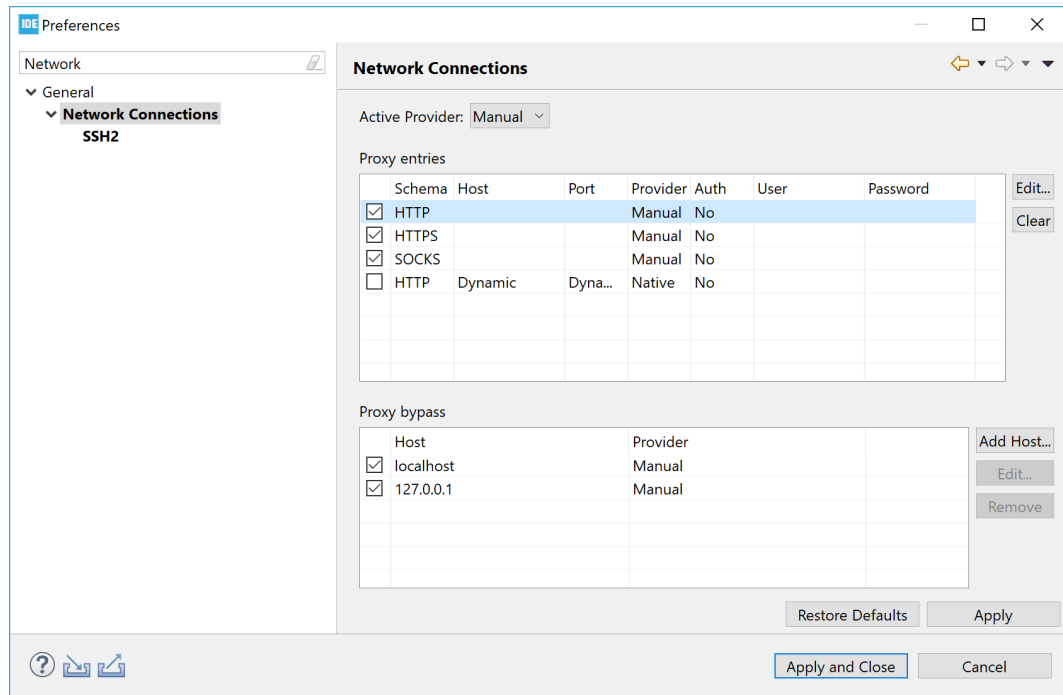 IDE Preferences
Network
General
Network Connections
SSH2
Network Connections
Active Provider: Manual
Proxy entries
Schema Host Port Provider Auth User Password
HTTP Manual No
HTTPS Manual No
SOCKS Manual No
HTTP Dynamic Dyna... Native No
Edit...
Clear
Proxy bypass
Host Provider
localhost Manual
127.0.0.1 Manual
Add Host...
Edit...
Remove
Restore Defaults Apply
? Apply and Close Cancel